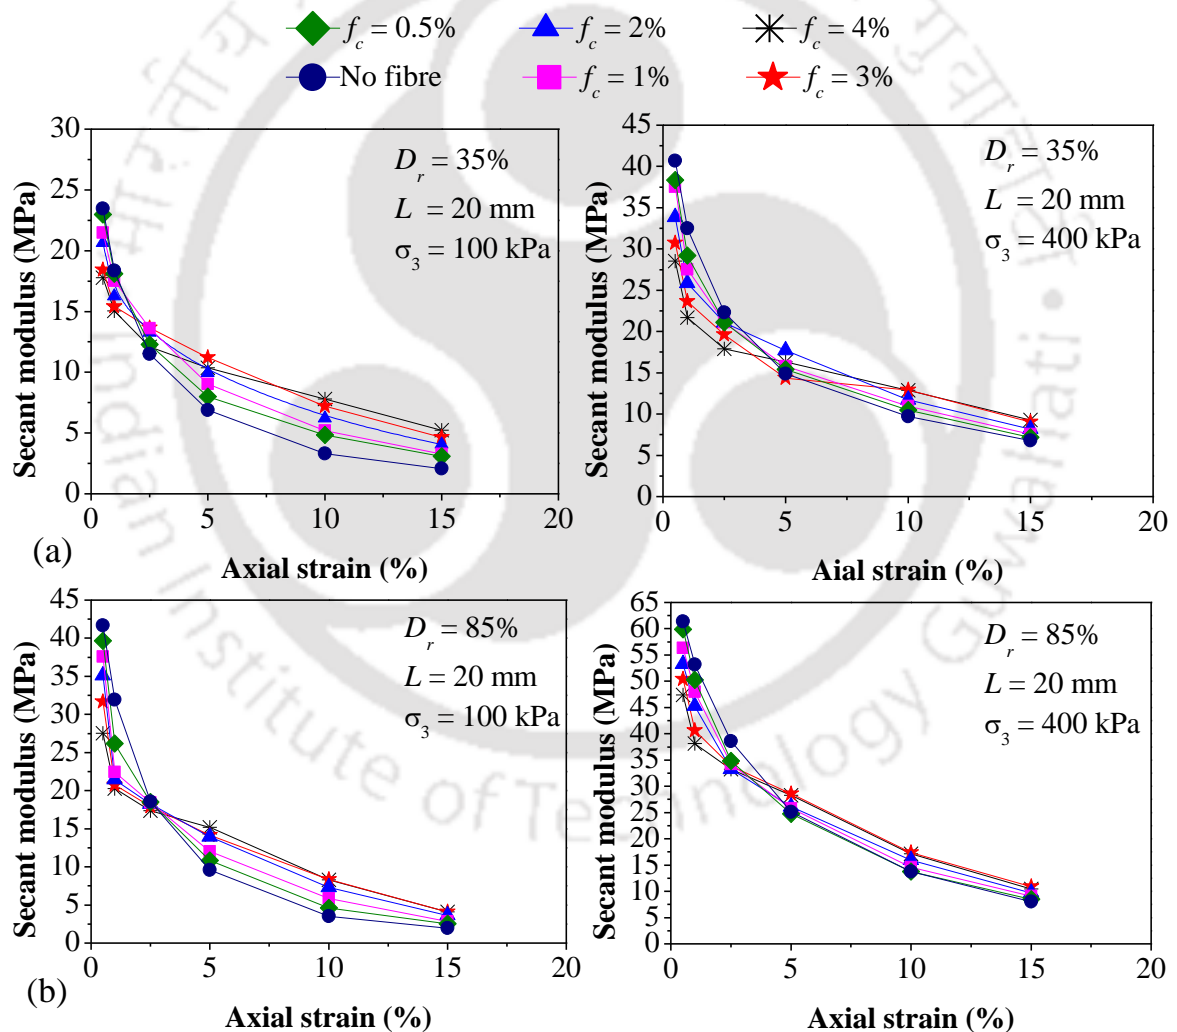 f_c = 0.5%
f_c = 2%
f_c = 4%
No fibre
f_c = 1%
f_c = 3%
30
25
20
15
10
5
0
Secant modulus (MPa)
D_r = 35%
L = 20 mm
σ_3 = 100 kPa
0 5 10 15 20
Axial strain (%)
(a)
45
40
35
30
25
20
15
10
5
0
Secant modulus (MPa)
D_r = 35%
L = 20 mm
σ_3 = 400 kPa
0 5 10 15 20
Aial strain (%)
45
40
35
30
25
20
15
10
5
0
Secant modulus (MPa)
D_r = 85%
L = 20 mm
σ_3 = 100 kPa
0 5 10 15 20
Axial strain (%)
(b)
65
60
55
50
45
40
35
30
25
20
15
10
5
0
Secant modulus (MPa)
D_r = 85%
L = 20 mm
σ_3 = 400 kPa
0 5 10 15 20
Axial strain (%)
Indian Institute of Technology Guwahati